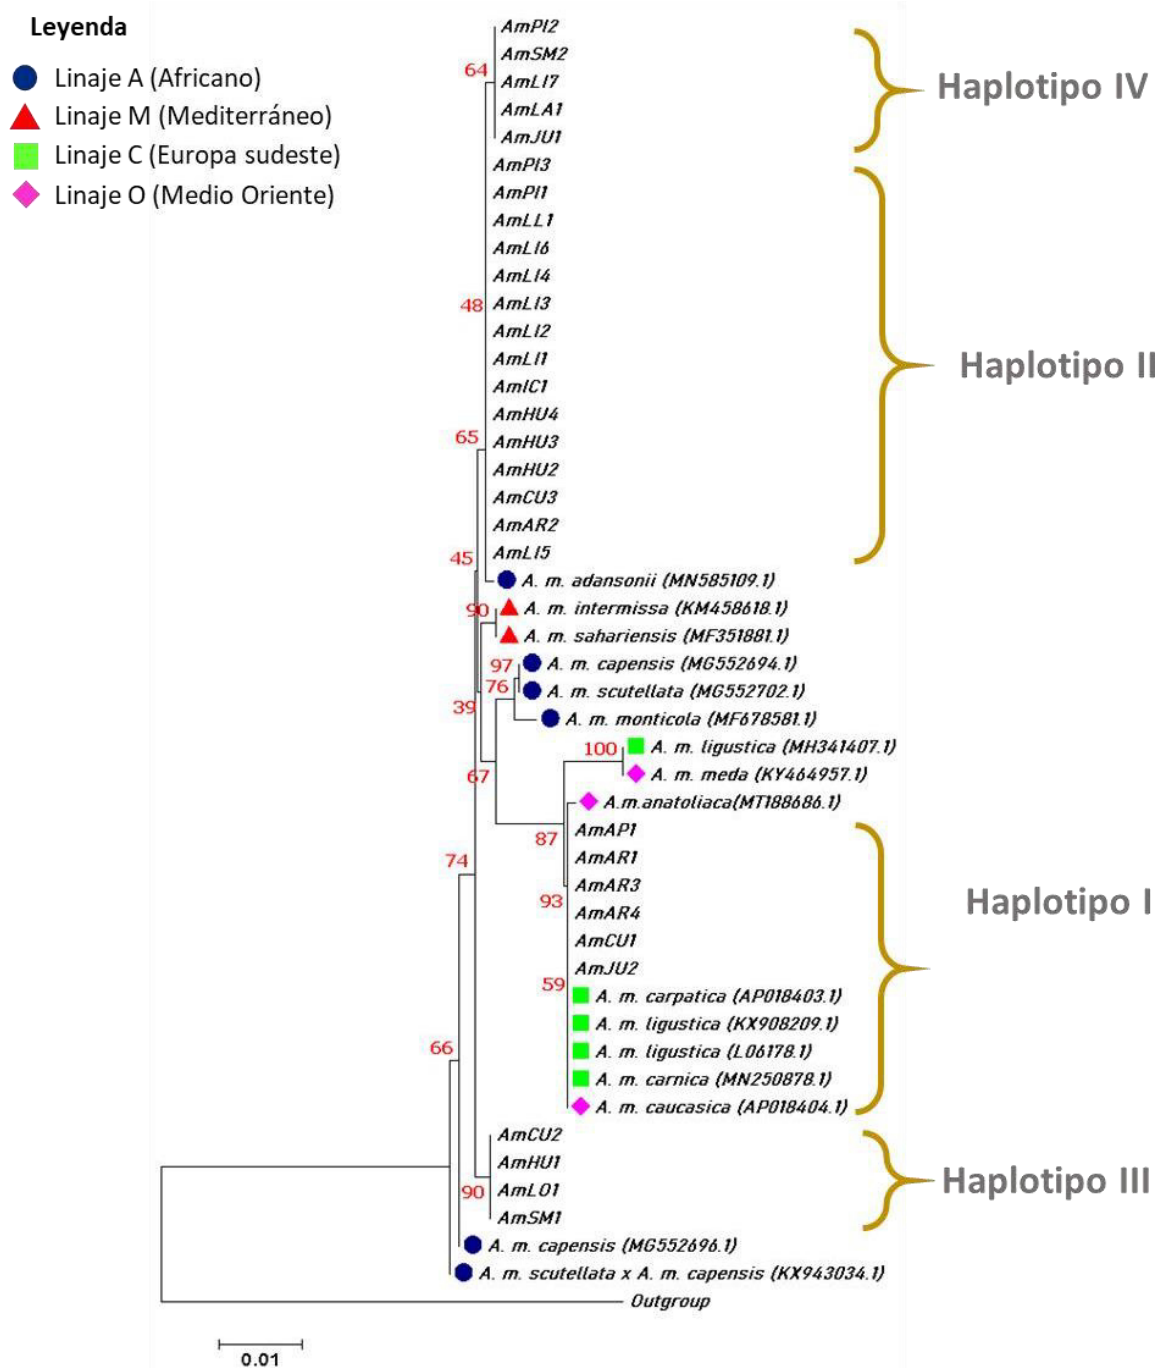 Leyenda
Linaje A (Africano)
Linaje M (Mediterráneo)
Linaje C (Europa sudeste)
Linaje O (Medio Oriente)
AmPI2
AmSM2
64
AmLI7
Haplotipo IV
AmLA1
AmJU1
AmPI3
AmPI1
AmLL1
AmLI6
AmLI4
48
AmLI3
AmLI2
AmLI1
Haplotipo II
AmIC1
AmHU4
65
AmHU3
AmHU2
AmCU3
AmAR2
45
AmLI5
A. m. adansonii (MN585109.1)
90
A. m. intermissa (KM458618.1)
A. m. sahariensis (MF351881.1)
97
A. m. capensis (MG552694.1)
76
A. m. scutellata (MG552702.1)
39
A. m. monticola (MF678581.1)
100
A. m. ligustica (MH341407.1)
67
A. m. meda (KY464957.1)
A.m.anatoliaca(MT188686.1)
87
AmAP1
74
AmAR1
AmAR3
93
Haplotipo I
AmAR4
AmCU1
AmJU2
59
A. m. carpatica (AP018403.1)
A. m. ligustica (KX908209.1)
66
A. m. ligustica (L06178.1)
A. m. carnica (MN250878.1)
A. m. caucasica (AP018404.1)
AmCU2
AmHU1
Haplotipo III
90
AmLO1
AmSM1
A. m. capensis (MG552696.1)
A. m. scutellata x A. m. capensis (KX943034.1)
Outgroup
0.01